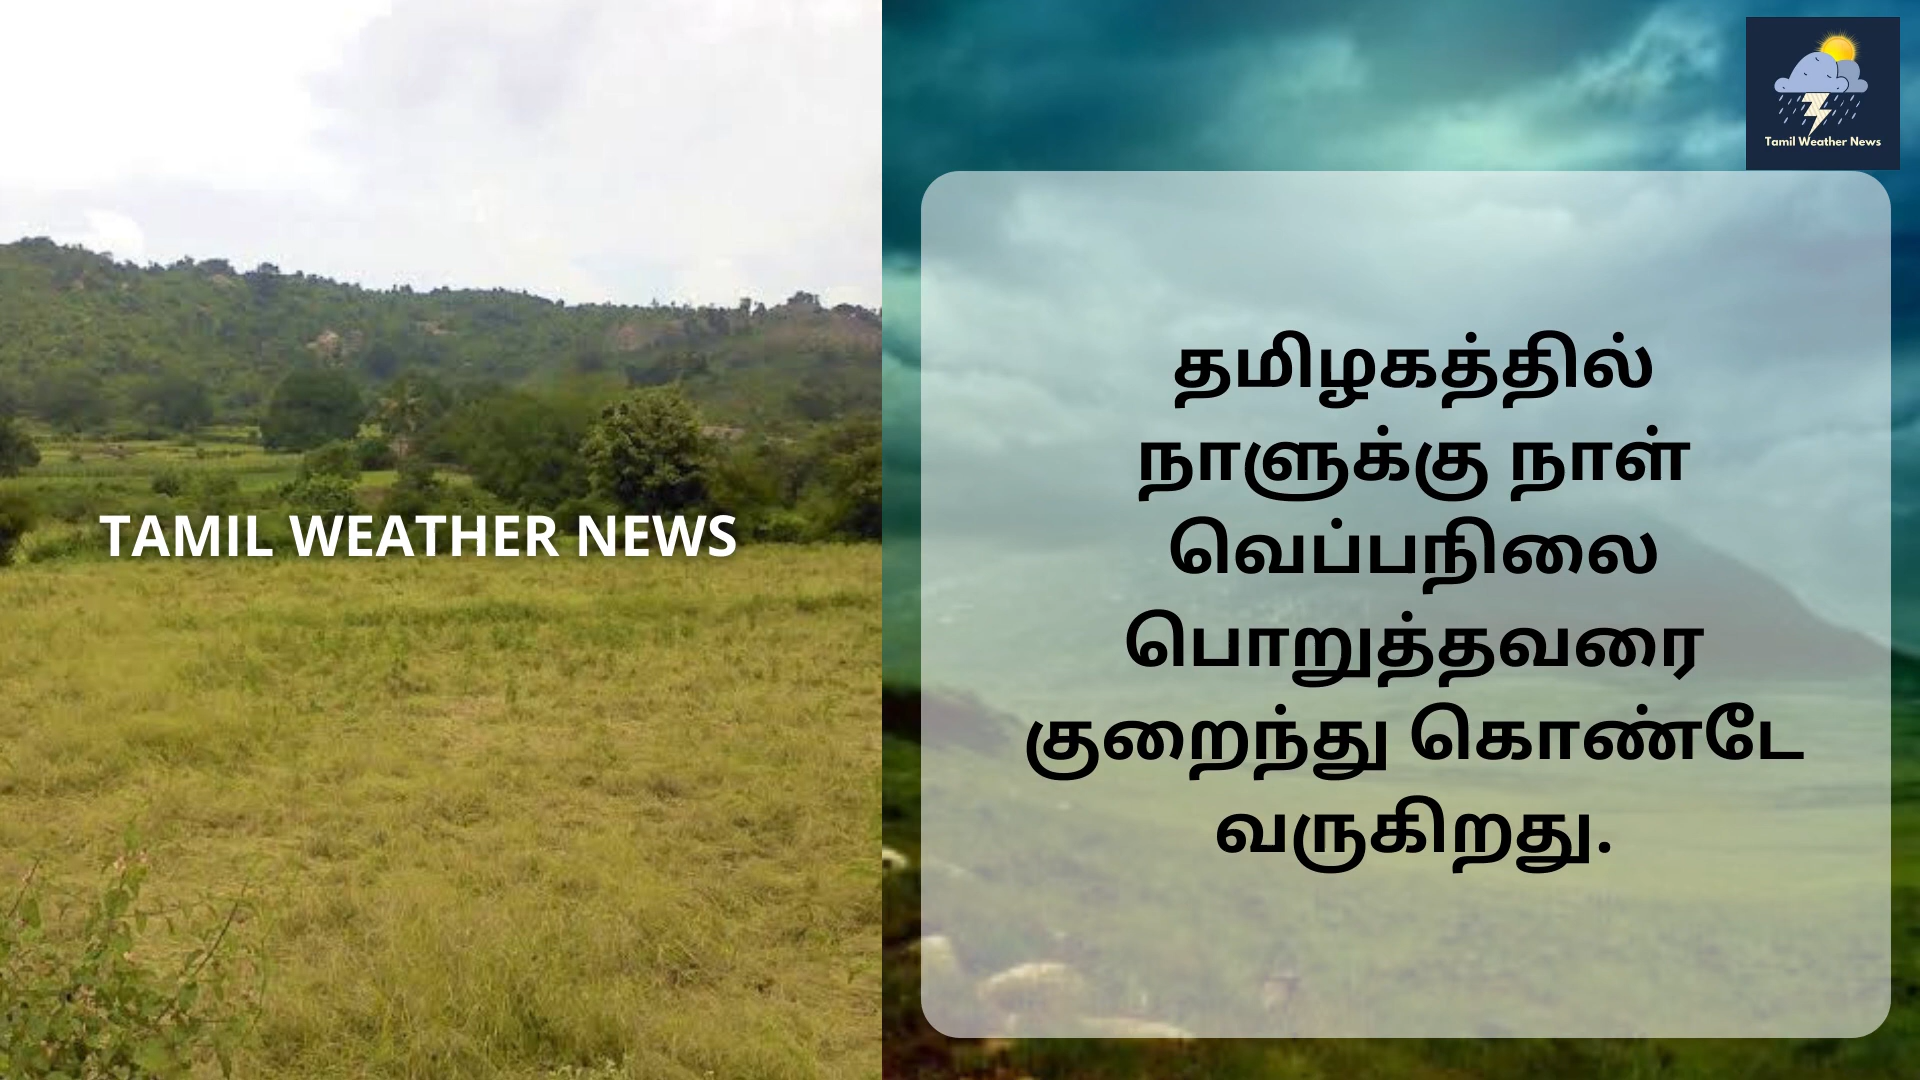 TAMIL WEATHER NEWS
Tamil Weather News
தமிழகத்தில்
நாளுக்கு நாள்
வெப்பநிலை
பொறுத்தவரை
குறைந்து கொண்டே
வருகிறது.